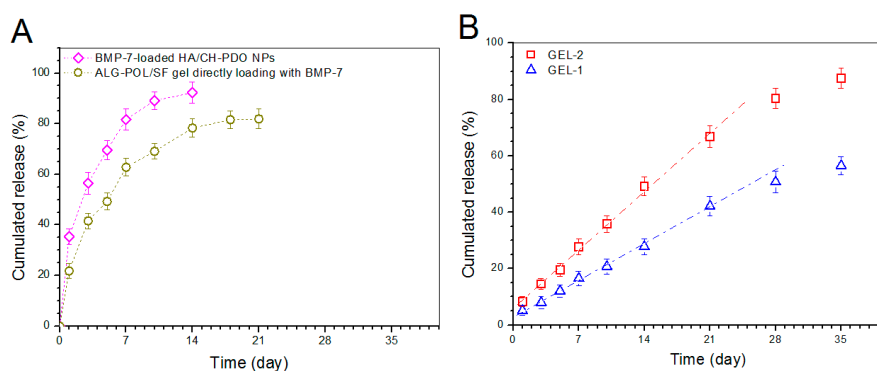 A
BMP-7-loaded HA/CH-PDO NPs
ALG-POL/SF gel directly loading with BMP-7
Cumulated release (%)
100
80
60
40
20
0
0 7 14 21 28 35
Time (day)
B
GEL-2
GEL-1
Cumulated release (%)
100
80
60
40
20
0
0 7 14 21 28 35
Time (day)